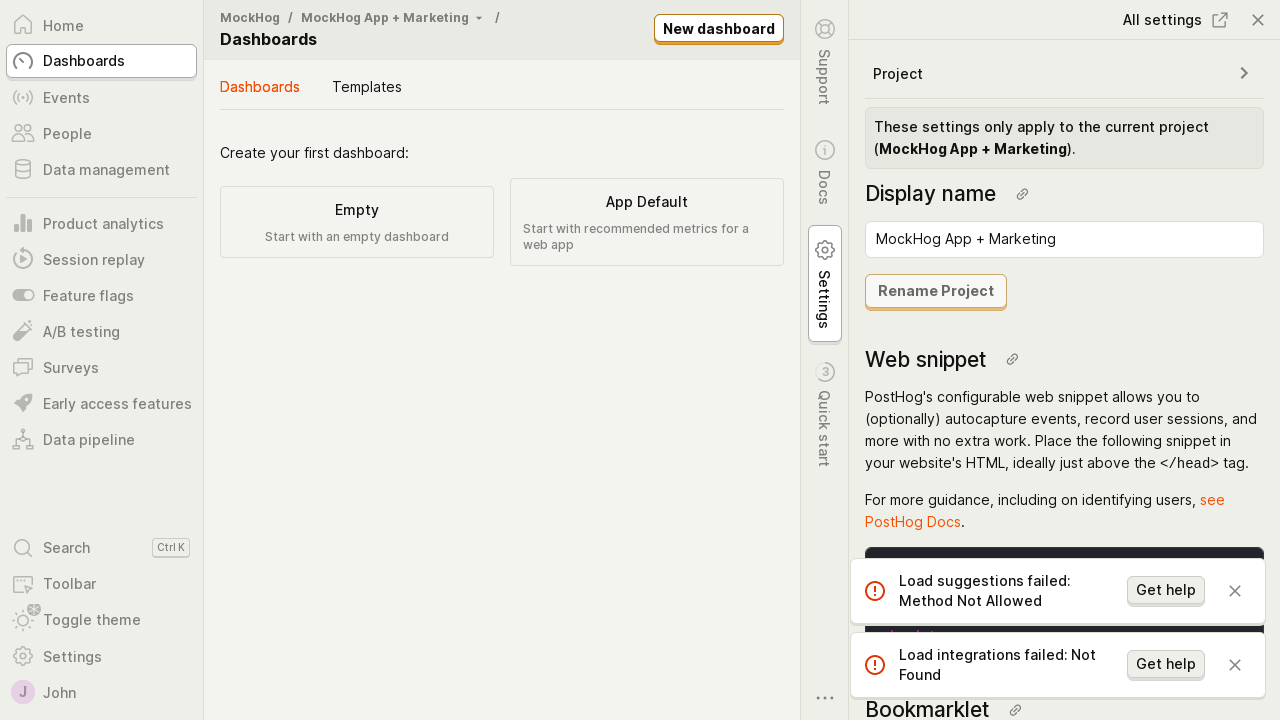 Home
Dashboards
Events
People
Data management
Product analytics
Session replay
Feature flags
A/B testing
Surveys
Early access features
Data pipeline
Search
Ctrl K
Toolbar
Toggle theme
Settings
J
John
MockHog / MockHog App + Marketing /
Dashboards
New dashboard
Dashboards
Templates
Create your first dashboard:
Empty
Start with an empty dashboard
App Default
Start with recommended metrics for a
web app
Support
Docs
Settings
3
Quick start
All settings
Project
These settings only apply to the current project
(MockHog App + Marketing).
Display name
MockHog App + Marketing
Rename Project
Web snippet
PostHog's configurable web snippet allows you to
(optionally) autocapture events, record user sessions, and
more with no extra work. Place the following snippet in
your website's HTML, ideally just above the </head> tag.
For more guidance, including on identifying users, see
PostHog Docs.
Load suggestions failed:
Method Not Allowed
Get help
Load integrations failed: Not
Found
Get help
Bookmarklet